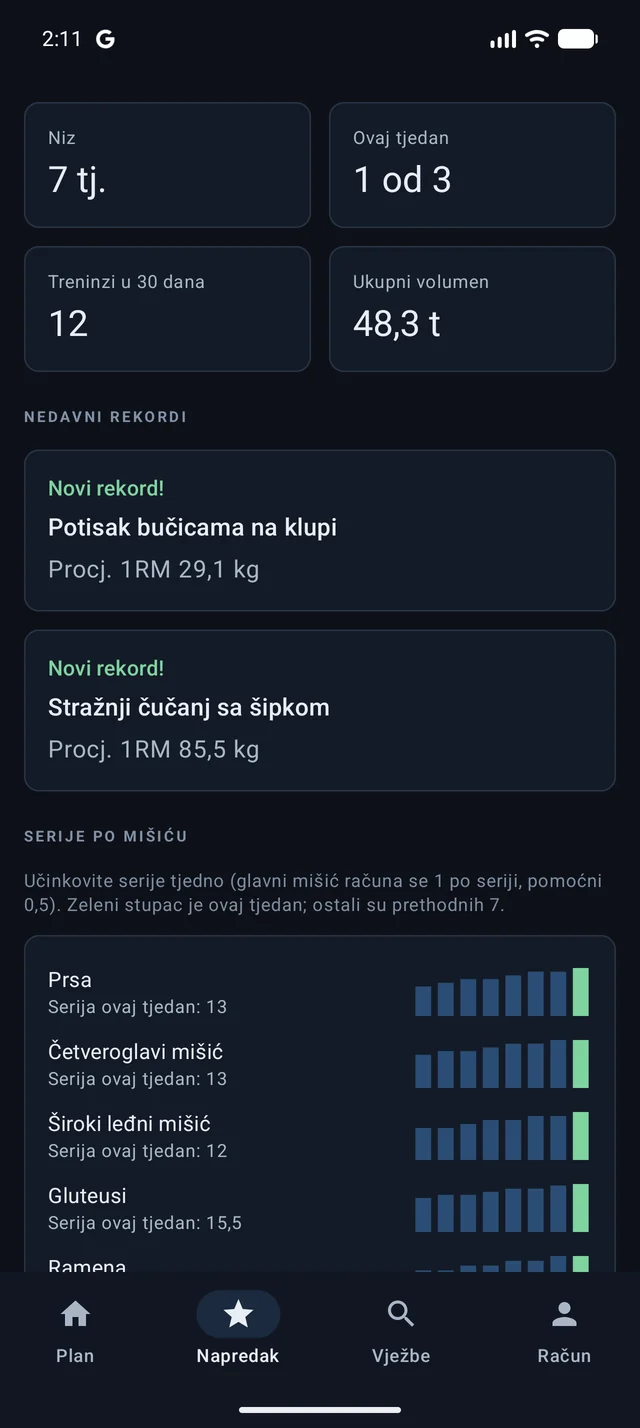 2:11 G
Niz
7 tj.
Ovaj tjedan
1 od 3
Treninzi u 30 dana
12
Ukupni volumen
48,3 t
NEDAVNI REKORDI
Novi rekord!
Potisak bučicama na klupi
Procj. 1RM 29,1 kg
Novi rekord!
Stražnji čučanj sa šipkom
Procj. 1RM 85,5 kg
SERIJE PO MIŠIĆU
Učinkovite serije tjedno (glavni mišić računa se 1 po seriji, pomoćni
0,5). Zeleni stupac je ovaj tjedan; ostali su prethodnih 7.
Prsa
Serija ovaj tjedan: 13
Četveroglavi mišić
Serija ovaj tjedan: 13
Široki leđni mišić
Serija ovaj tjedan: 12
Gluteusi
Serija ovaj tjedan: 15,5
Ramena
Plan
Napredak
Vježbe
Račun